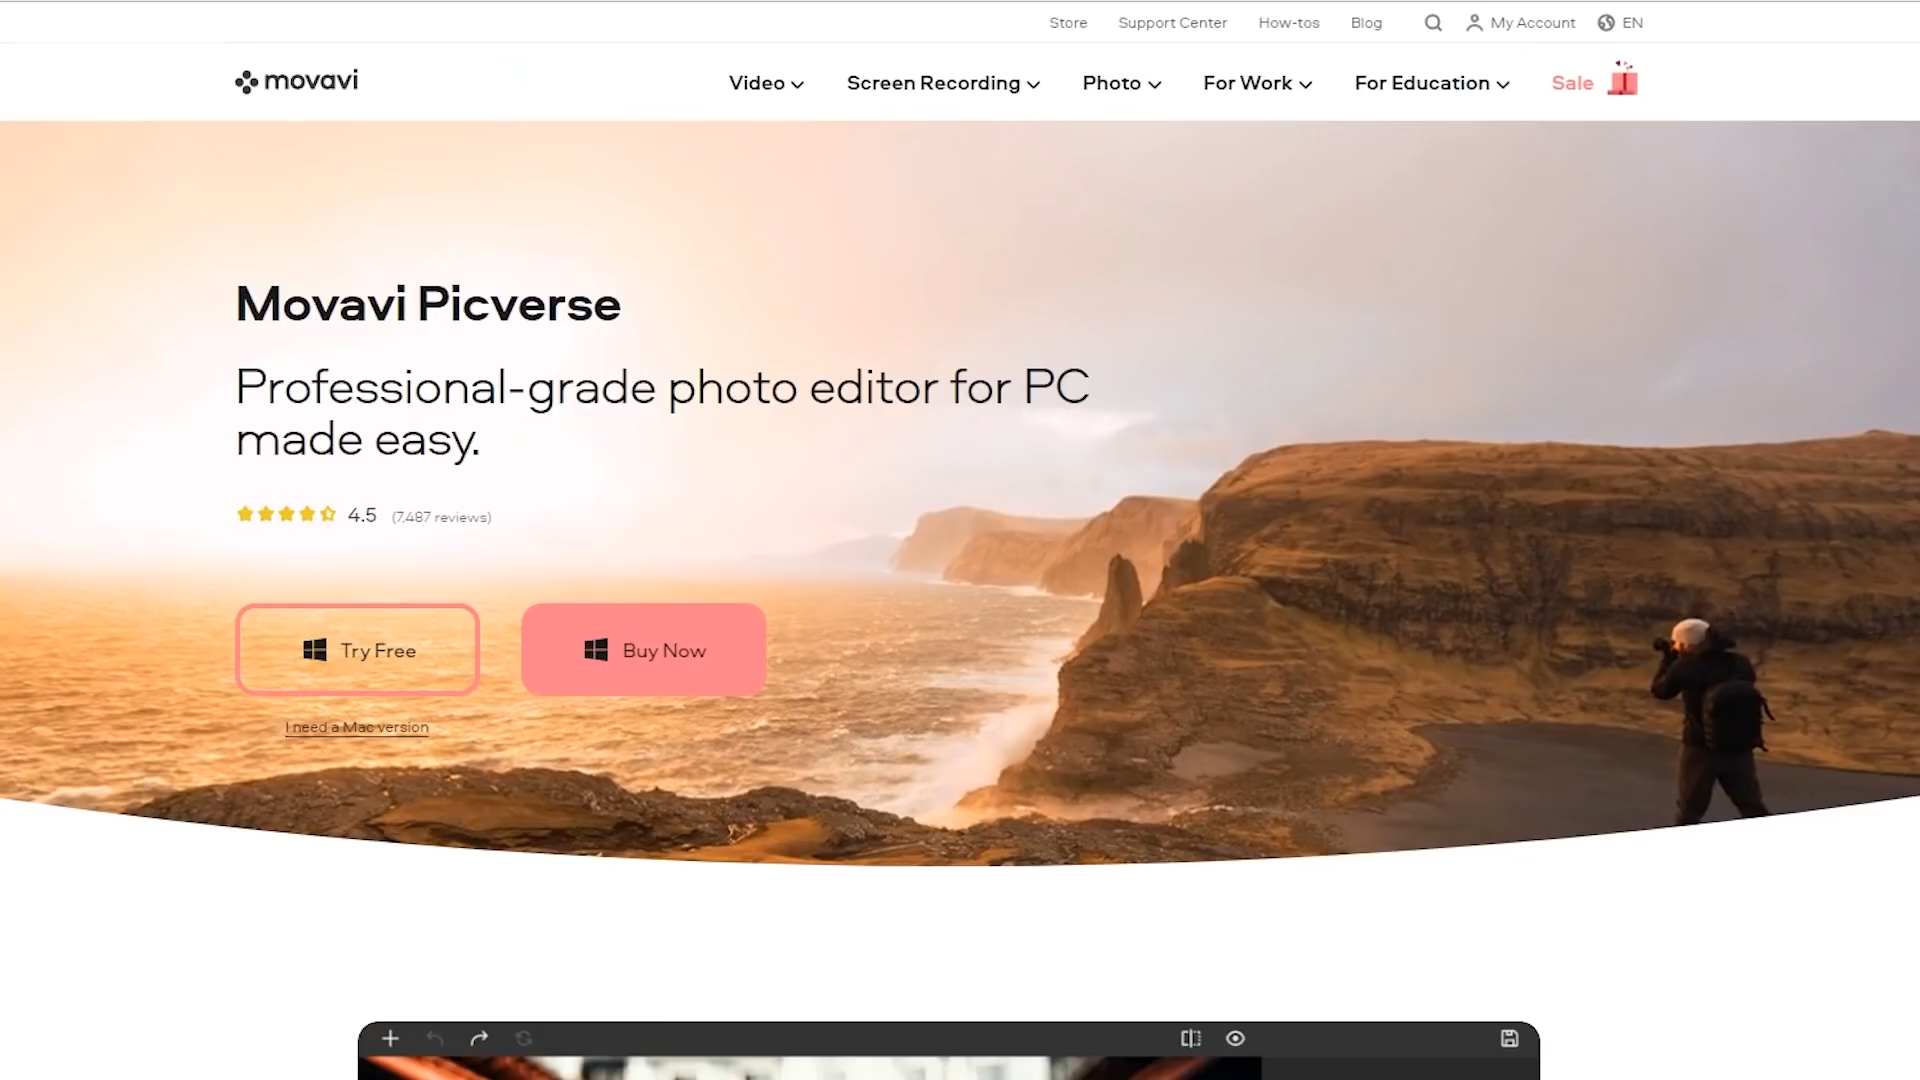 Store Support Center How-tos Blog My Account EN
movavi Video Screen Recording Photo For Work For Education Sale
Movavi Picverse
Professional-grade photo editor for PC
made easy.
4.5 (7,487 reviews)
Try Free Buy Now
I need a Mac version